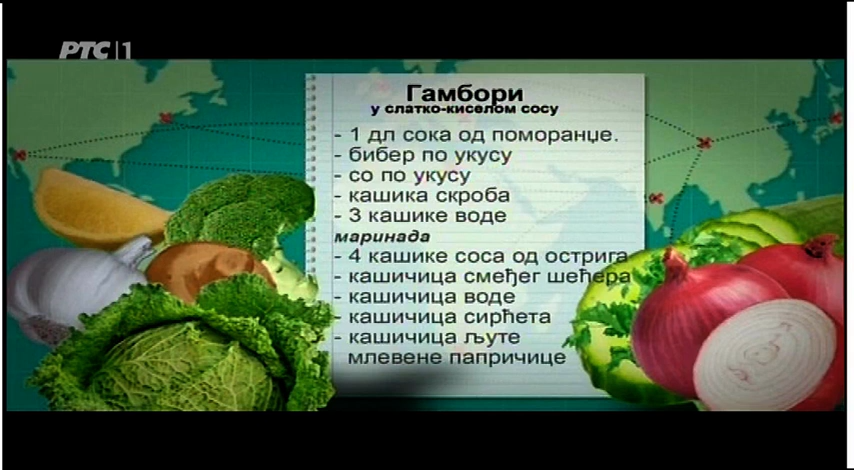 РТС|1
Гамбори
у слатко-киселом сосу
- 1 дл сока од поморанџе.
- бибер по укусу
- со по укусу
- кашика скроба
- 3 кашике воде
маринада
- 4 кашике соса од острига
- кашичица смеђег шећера
- кашичица воде
- кашичица сирћета
- кашичица љуте
млевене папричице